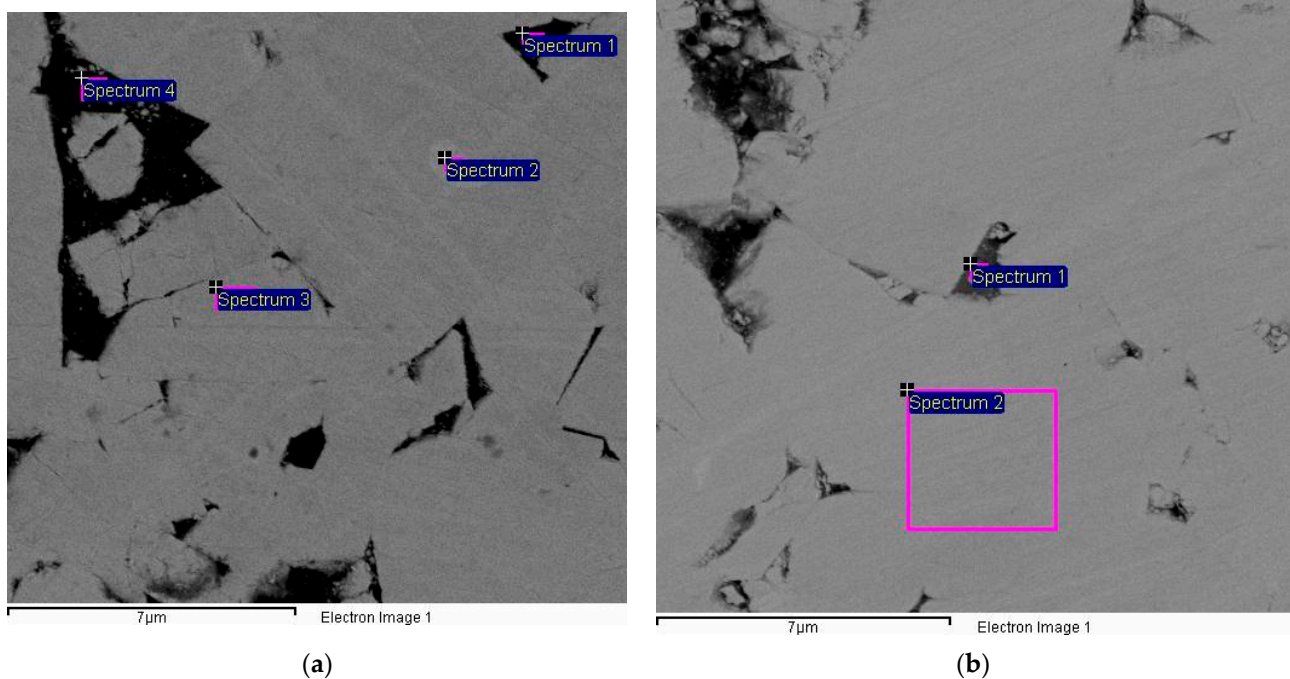 Spectrum 1
Spectrum 4
Spectrum 2
Spectrum 3
7µm Electron Image 1
(a)
Spectrum 1
Spectrum 2
7µm Electron Image 1
(b)